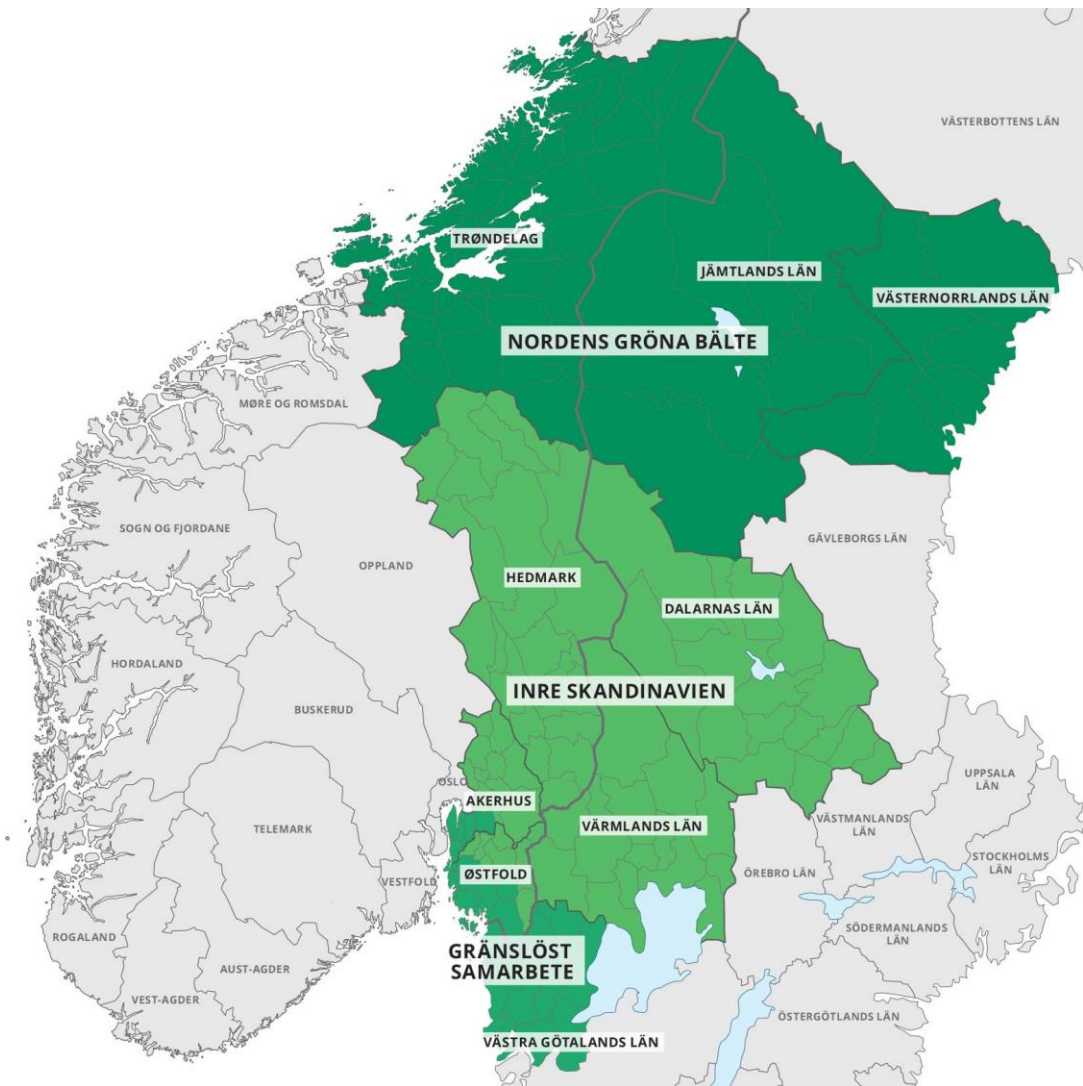 VÄSTERBOTTENS LÄN
TRØNDELAG
JÄMTLANDS LÄN
VÄSTERNORRLANDS LÄN
NORDENS GRÖNA BÄLTE
MØRE OG ROMSDAL
SOGN OG FJORDANE
GÄVLEBORGS LÄN
OPPLAND
HEDMARK
DALARNAS LÄN
HORDALAND
INRE SKANDINAVIEN
BUSKERUD
OSLO
UPPSALA
LÄN
AKERHUS
VÄRMLANDS LÄN
VÄSTMANLANDS
LÄN
TELEMARK
STOCKHOLMS
LÄN
VESTFOLD
ØSTFOLD
ÖREBRO LÄN
SÖDERMANLANDS
LÄN
ROGALAND
GRÄNSLÖST
SAMARBETE
AUST-AGDER
VEST-AGDER
ÖSTERGÖTLANDS LÄN
VÄSTRA GÖTALANDS LÄN